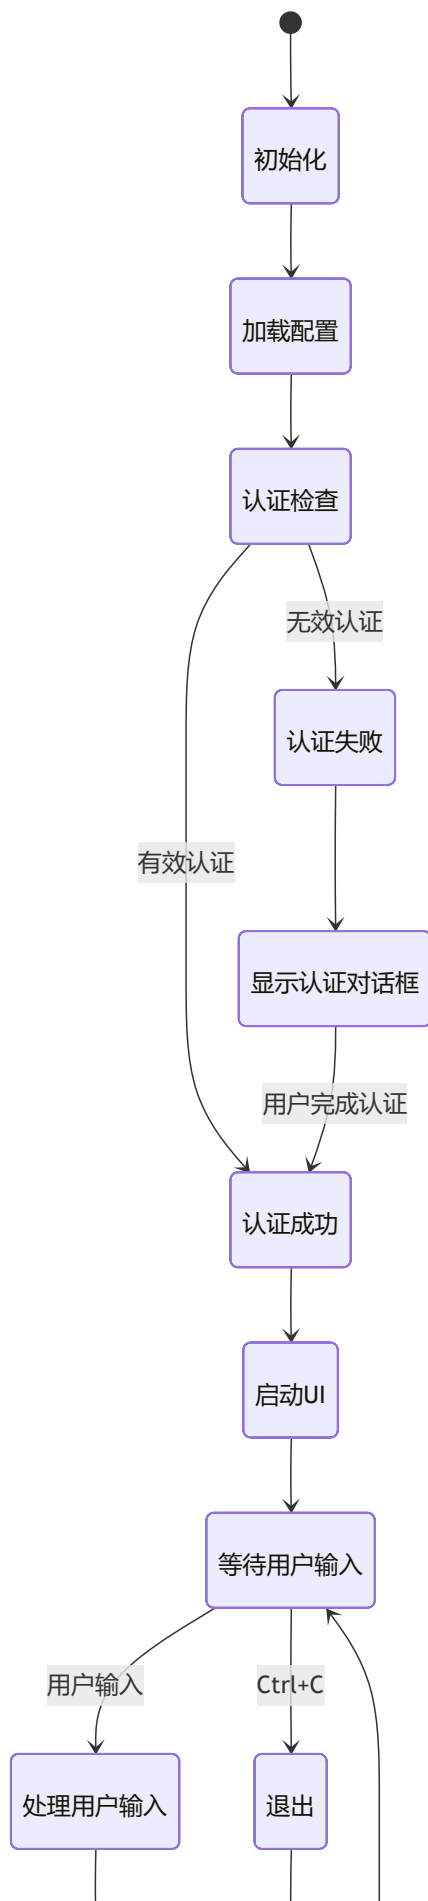 初始化
加载配置
认证检查
无效认证
认证失败
有效认证
显示认证对话框
用户完成认证
认证成功
启动UI
等待用户输入
用户输入
Ctrl+C
处理用户输入
退出